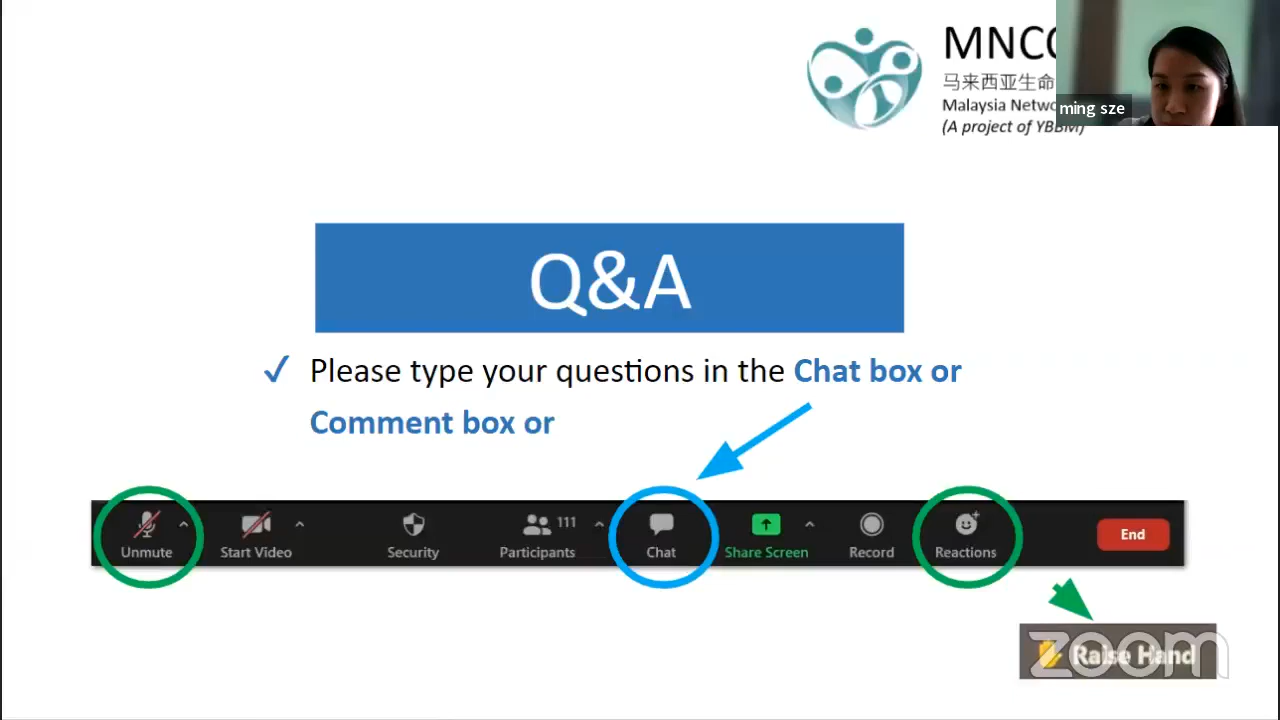 马来西亚生命
Malaysia
(A project of YBBM)
ming sze
Q&A
✓ Please type your questions in the Chat box or
Comment box or
Unmute
Start Video
Security
111
Participants
Chat
Share Screen
Record
Reactions
End
Raise Hand
zoom